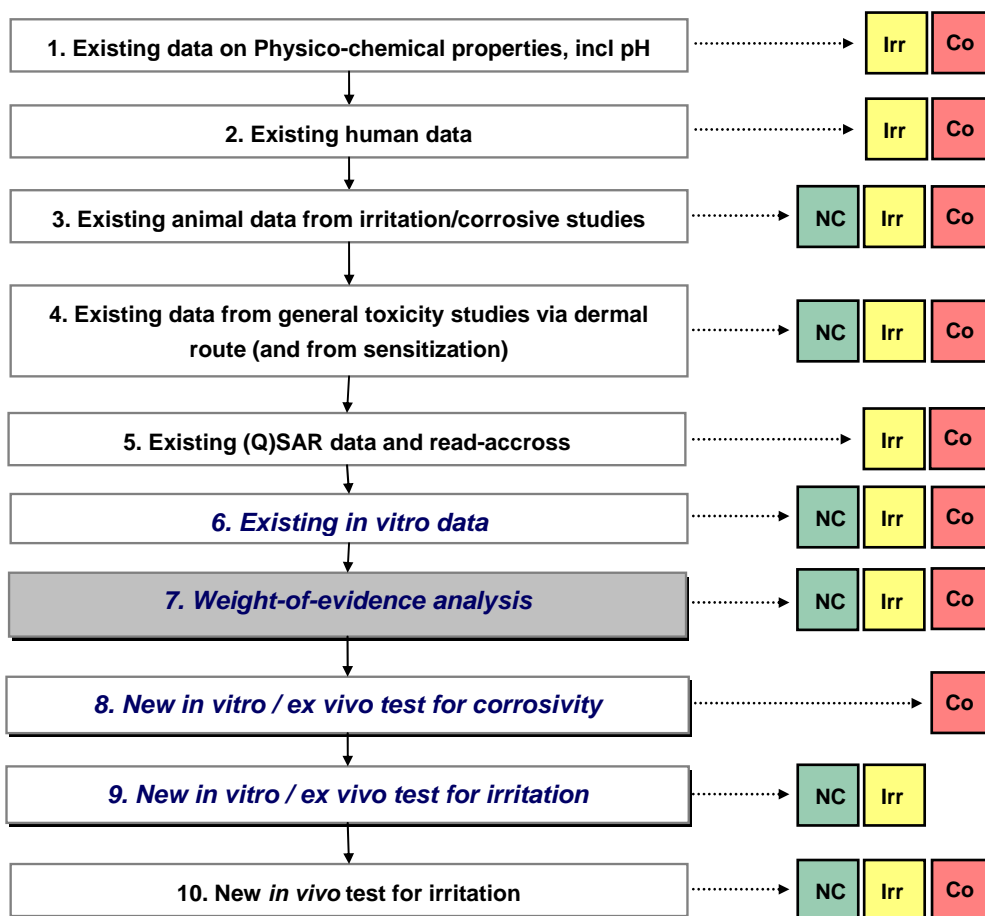 1. Existing data on Physico-chemical properties, incl pH
Irr
Co
2. Existing human data
Irr
Co
3. Existing animal data from irritation/corrosive studies
NC
Irr
Co
4. Existing data from general toxicity studies via dermal
route (and from sensitization)
NC
Irr
Co
5. Existing (Q)SAR data and read-accross
Irr
Co
6. Existing in vitro data
NC
Irr
Co
7. Weight-of-evidence analysis
NC
Irr
Co
8. New in vitro / ex vivo test for corrosivity
Co
9. New in vitro / ex vivo test for irritation
NC
Irr
10. New in vivo test for irritation
NC
Irr
Co